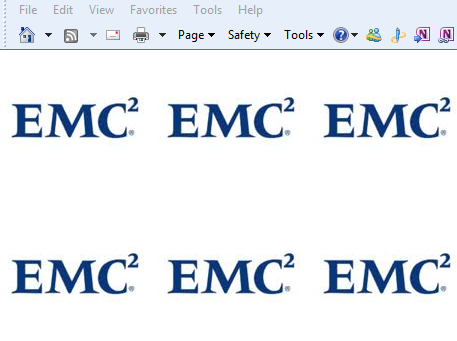 File Edit View Favorites Tools Help
Page Safety Tools ?
EMC² ® EMC² ® EMC² ®
EMC² ® EMC² ® EMC² ®